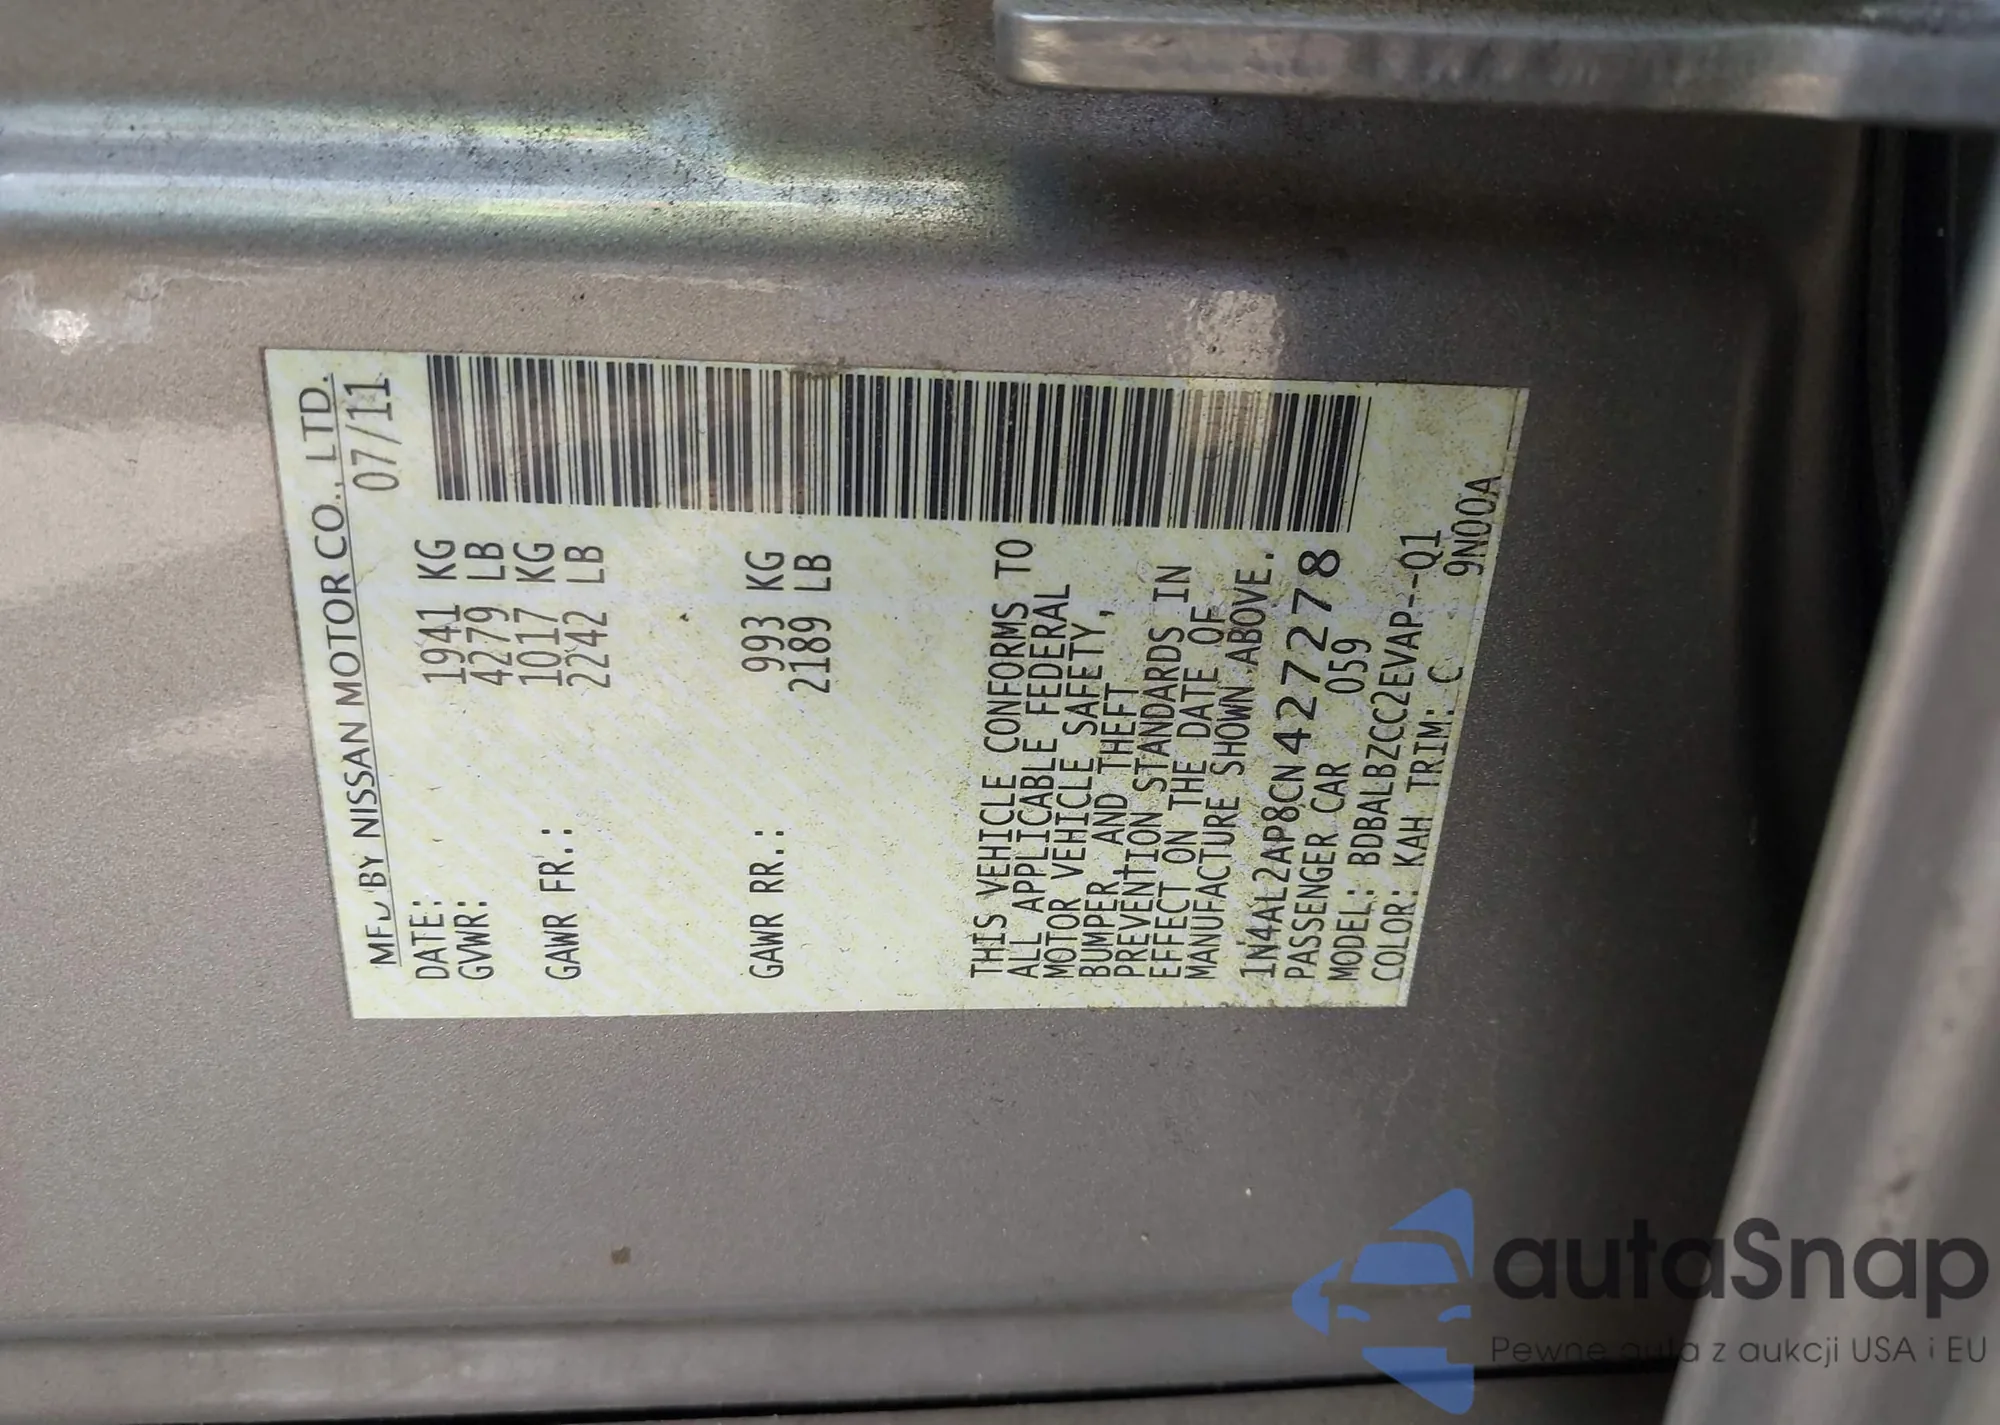 MFD BY NISSAN MOTOR CO., LTD.
DATE: 07/11
GVWR: 1941 KG
4279 LB
GAWR FR.: 1017 KG
2242 LB
GAWR RR.: 993 KG
2189 LB
THIS VEHICLE CONFORMS TO
ALL APPLICABLE FEDERAL
MOTOR VEHICLE SAFETY,
BUMPER, AND THEFT
PREVENTION STANDARDS IN
EFFECT ON THE DATE OF
MANUFACTURE SHOWN ABOVE.
1N4AL2AP8CN427278
PASSENGER CAR 059
MODEL: BDBALBZCC2EVAP--Q1
COLOR: KAH TRIM: C 9N00A
autaSnap
Pewne auta z aukcji USA i EU